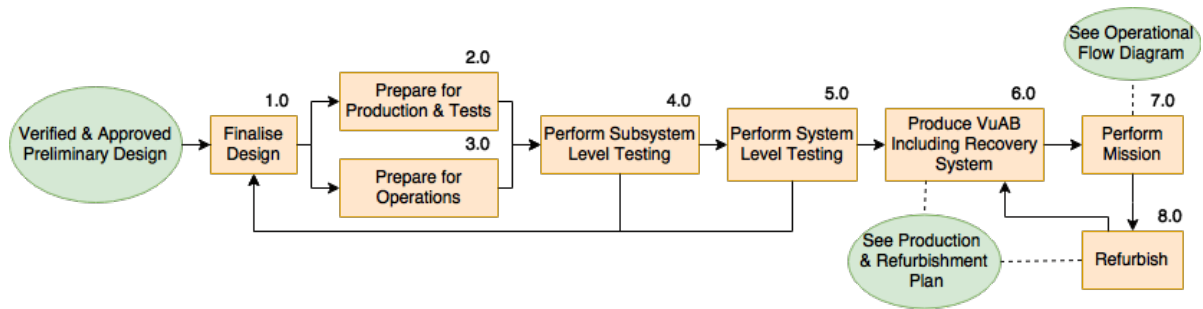 Verified & Approved
Preliminary Design
1.0
Finalise
Design
2.0
Prepare for
Production & Tests
3.0
Prepare for
Operations
4.0
Perform Subsystem
Level Testing
5.0
Perform System
Level Testing
6.0
Produce VuAB
Including Recovery
System
See Operational
Flow Diagram
7.0
Perform
Mission
8.0
Refurbish
See Production
& Refurbishment
Plan